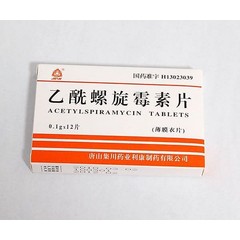 国药准字 H13023039
乙酰螺旋霉素片
ACETYLSPIRAMYCIN TABLETS
0.1g×12片
(薄膜衣片)
唐山集川药业利康制药有限公司